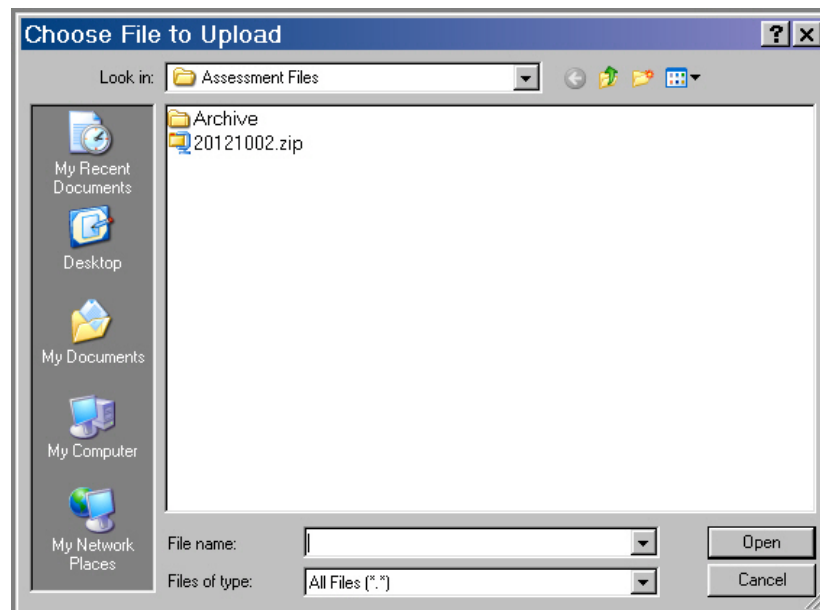 Choose File to Upload
Look in: Assessment Files
Archive
20121002.zip
My Recent
Documents
Desktop
My Documents
My Computer
My Network
Places
File name:
Open
Files of type: All Files (*.*)
Cancel